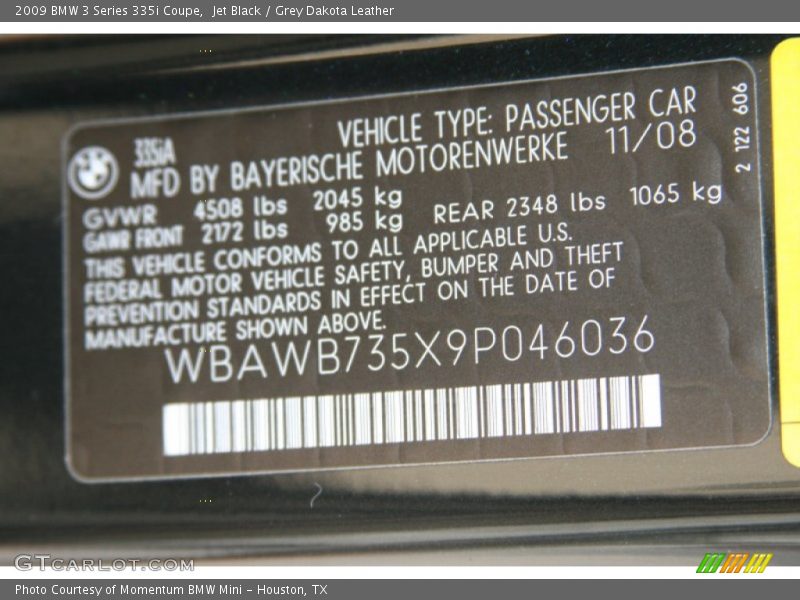 2009 BMW 3 Series 335i Coupe,  Jet Black / Grey Dakota Leather
BMW
335iA
VEHICLE TYPE: PASSENGER CAR
MFD BY BAYERISCHE MOTORENWERKE 11/08
GVWR 4508 lbs 2045 kg
GAWR FRONT 2172 lbs 985 kg REAR 2348 lbs 1065 kg
THIS VEHICLE CONFORMS TO ALL APPLICABLE U.S.
FEDERAL MOTOR VEHICLE SAFETY, BUMPER AND THEFT
PREVENTION STANDARDS IN EFFECT ON THE DATE OF
MANUFACTURE SHOWN ABOVE.
WBAWB735X9P046036
2 122 606
GTCARLOT.COM
Photo Courtesy of Momentum BMW Mini - Houston, TX